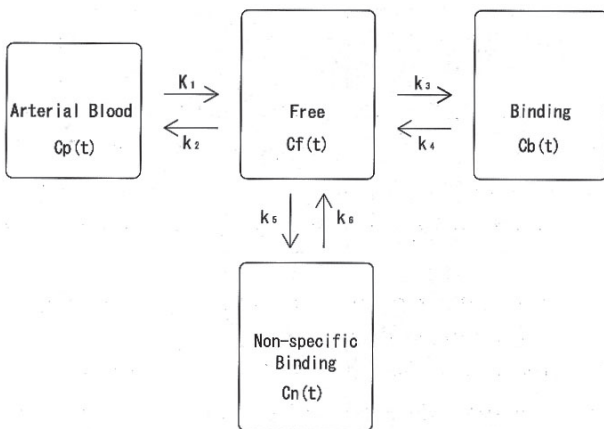 Arterial Blood
Cp(t)
K₁
k₂
Free
Cf(t)
k₃
k₄
Binding
Cb(t)
k₅
k₆
Non-specific
Binding
Cn(t)